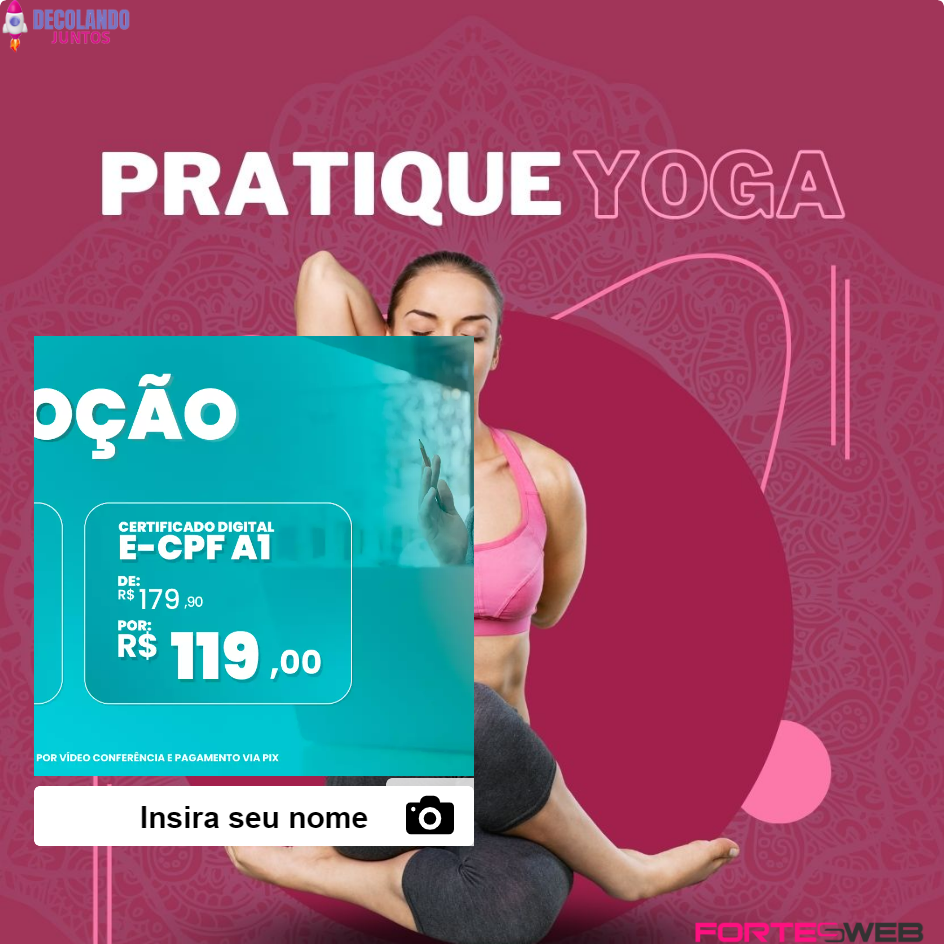 DECOLANDO
JUNTOS
PRATIQUE YOGA
OÇÃO
CERTIFICADO DIGITAL
E-CPF A1
DE:
R$ 179,90
POR:
R$ 119,00
POR VÍDEO CONFERÊNCIA E PAGAMENTO VIA PIX
Insira seu nome
FORTESWEB